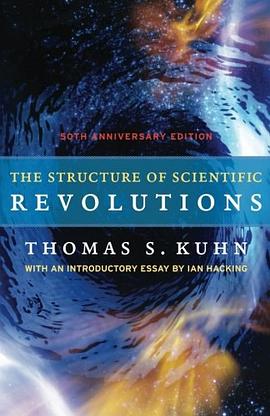 50TH ANNIVERSARY EDITION
THE STRUCTURE OF SCIENTIFIC
REVOLUTIONS
THOMAS S. KUHN
WITH AN INTRODUCTORY ESSAY BY IAN HACKING